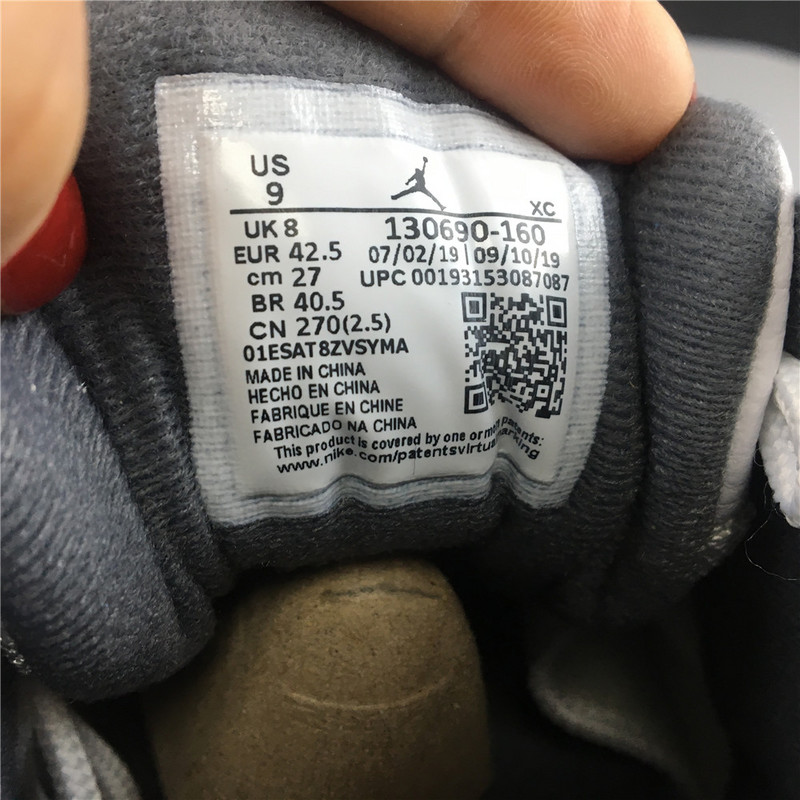 US
9
XC
UK 8
130690-160
EUR 42.5
07/02/19 | 09/10/19
cm 27
UPC 00193153087087
BR 40.5
CN 270(2.5)
01ESAT8ZVSYMA
MADE IN CHINA
HECHO EN CHINA
FABRIQUE EN CHINE
FABRICADO NA CHINA
This product is covered by one or more patents:
www.nike.com/patentsvirtualmarking